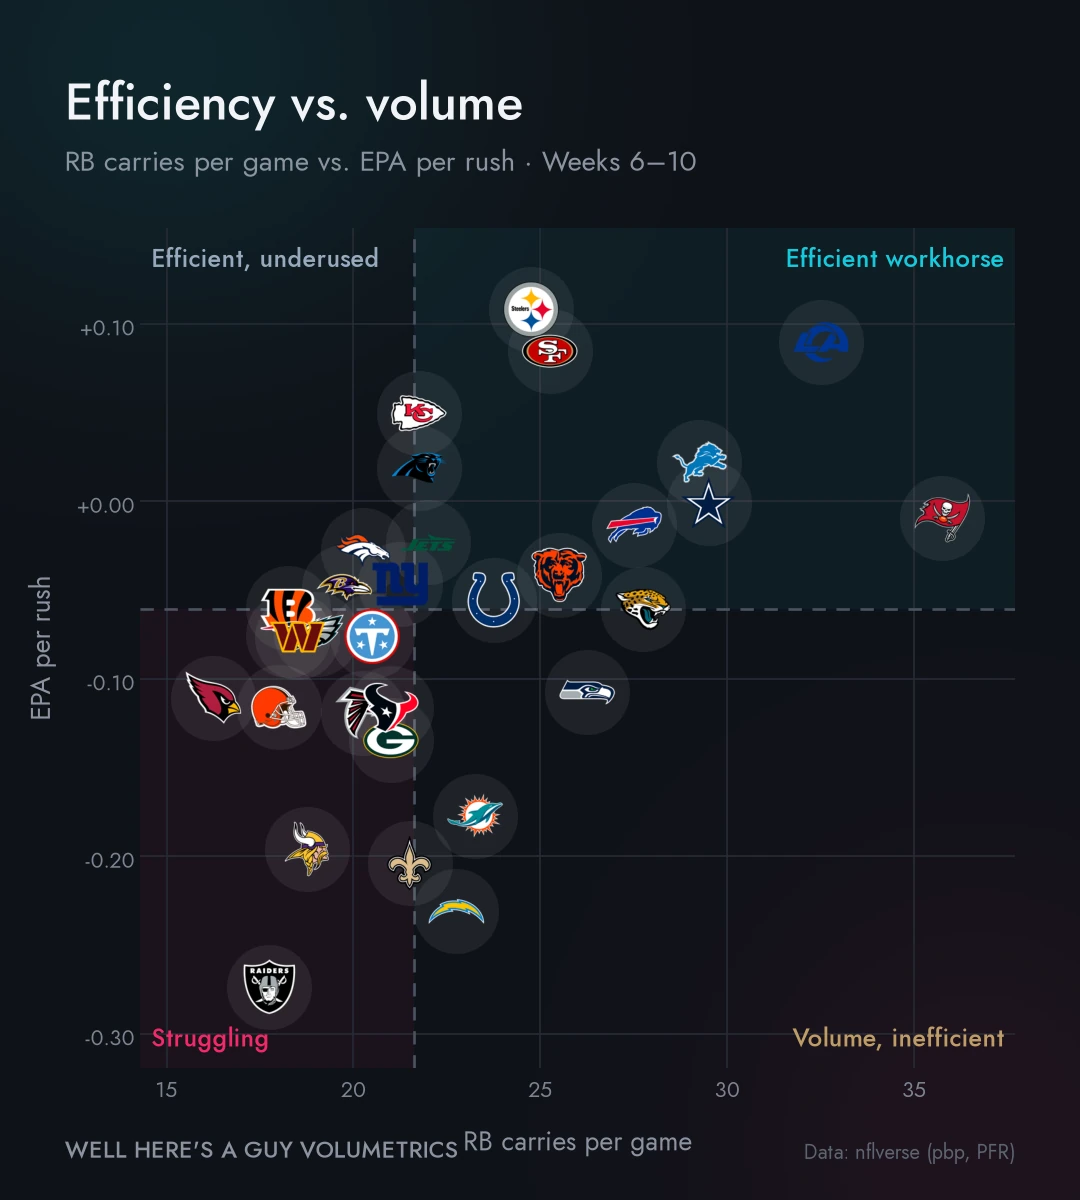 Efficiency vs. volume
RB carries per game vs. EPA per rush · Weeks 6–10
Efficient, underused
Efficient workhorse
+0.10
+0.00
-0.10
-0.20
-0.30
EPA per rush
Steelers
SF
KC
JETS
ny
B
W
T
G
RAIDERS
Struggling
Volume, inefficient
15
20
25
30
35
RB carries per game
WELL HERE'S A GUY VOLUMETRICS
Data: nflverse (pbp, PFR)